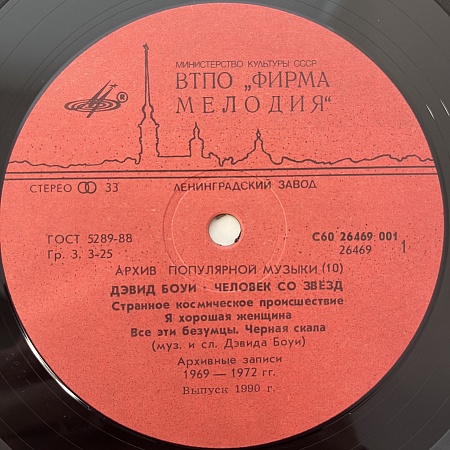 МИНИСТЕРСТВО КУЛЬТУРЫ СССР
ВТПО „ФИРМА
МЕЛОДИЯ“
®
СТЕРЕО 33
ЛЕНИНГРАДСКИЙ ЗАВОД
ГОСТ 5289-88
С60 26469 001
Гр. 3. 3-25
26469 1
АРХИВ ПОПУЛЯРНОЙ МУЗЫКИ (10)
ДЭВИД БОУИ · ЧЕЛОВЕК СО ЗВЕЗД
Странное космическое происшествие
Я хорошая женщина
Все эти безумцы. Черная скала
(муз. и сл. Дэвида Боуи)
Архивные записи
1969 — 1972 гг.
Выпуск 1990 г.